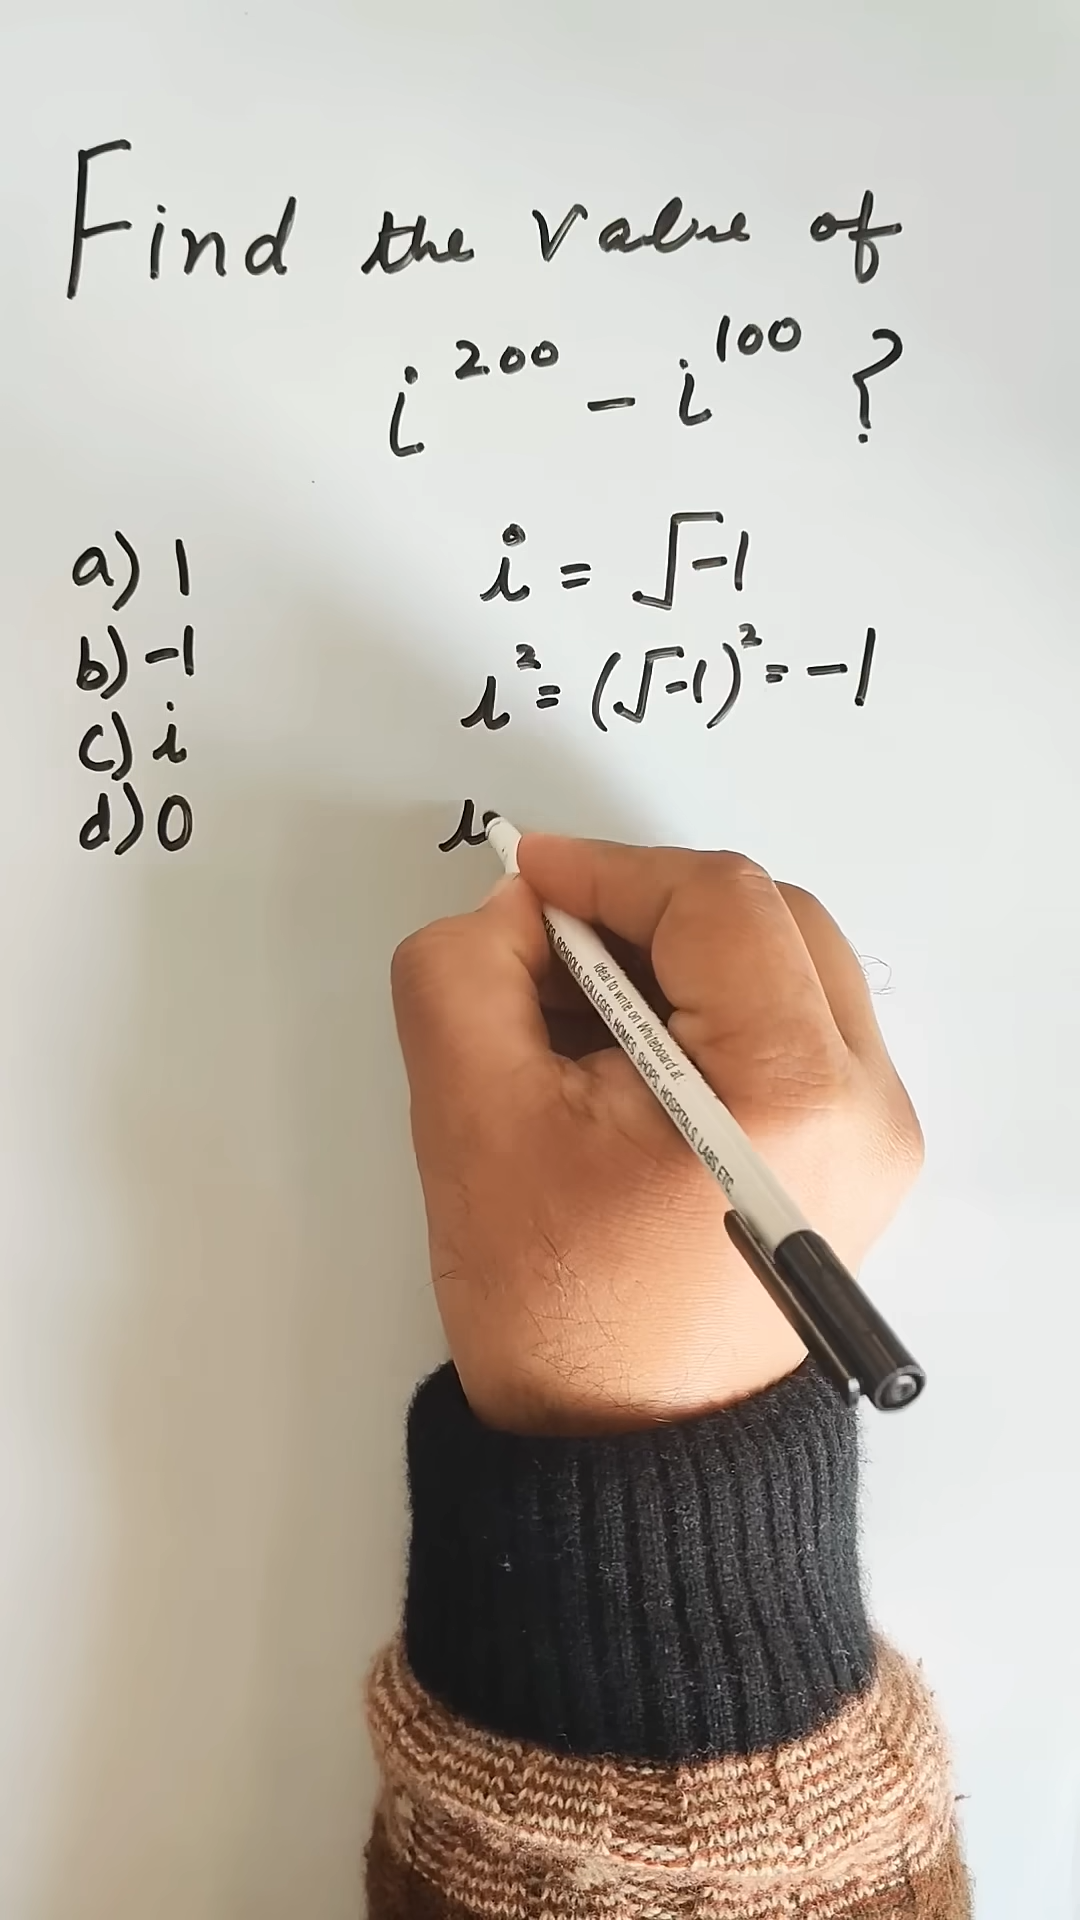 Find the value of
i²⁰⁰ - i¹⁰⁰ ?
a) 1
b) -1
c) i
d) 0
i = √-1
i² = (√-1)² = -1
i
Ideal to write on Whiteboard at:
SCHOOLS, COLLEGES, HOMES, SHOPS, HOSPITALS, LABS ETC.